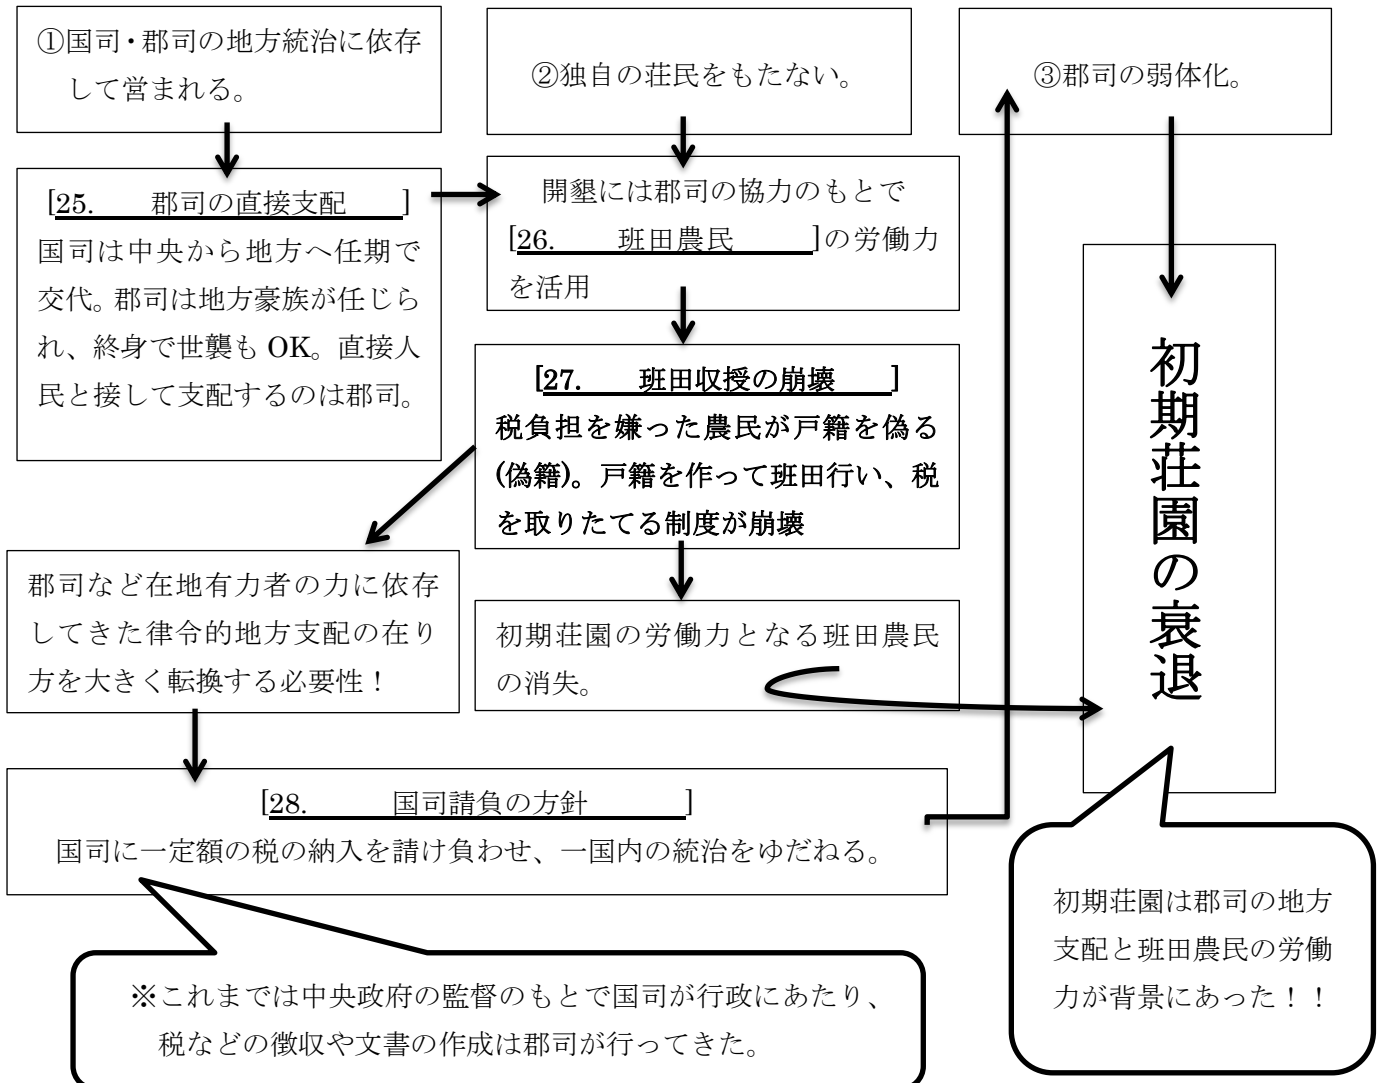 ①国司・郡司の地方統治に依存
して営まれる。
②独自の荘民をもたない。
③郡司の弱体化。
[25.　　郡司の直接支配　　]
国司は中央から地方へ任期で
交代。郡司は地方豪族が任じら
れ、終身で世襲も OK。直接人
民と接して支配するのは郡司。
開墾には郡司の協力のもとで
[26.　　班田農民　　]の労働力
を活用
[27.　　班田収授の崩壊　　]
税負担を嫌った農民が戸籍を偽る
(偽籍)。戸籍を作って班田行い、税
を取りたてる制度が崩壊
郡司など在地有力者の力に依存
してきた律令的地方支配の在り
方を大きく転換する必要性！
初期荘園の労働力となる班田農民
の消失。
初期荘園の衰退
[28.　　国司請負の方針　　]
国司に一定額の税の納入を請け負わせ、一国内の統治をゆだねる。
初期荘園は郡司の地方
支配と班田農民の労働
力が背景にあった！！
※これまでは中央政府の監督のもとで国司が行政にあたり、
税などの徴収や文書の作成は郡司が行ってきた。